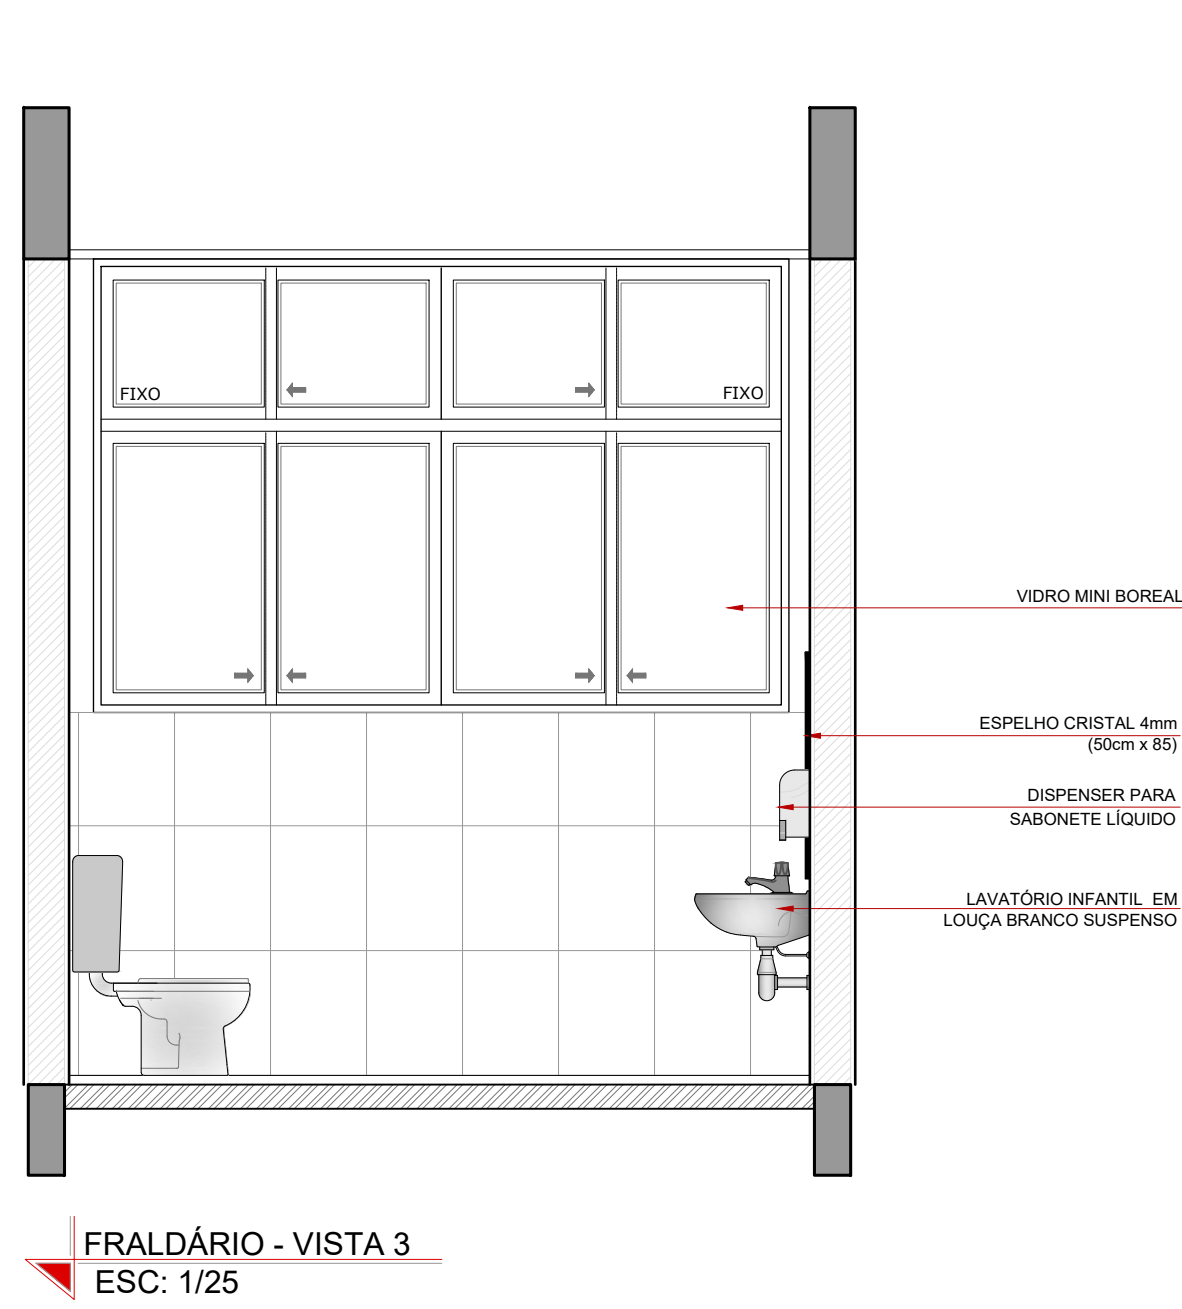 FIXO
FIXO
VIDRO MINI BOREAL
ESPELHO CRISTAL 4mm
(50cm x 85)
DISPENSER PARA
SABONETE LÍQUIDO
LAVATÓRIO INFANTIL EM
LOUÇA BRANCO SUSPENSO
FRALDÁRIO - VISTA 3
ESC: 1/25